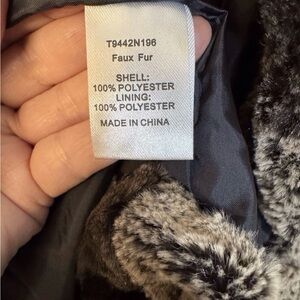 T9442N196
Faux Fur
SHELL:
100% POLYESTER
LINING:
100% POLYESTER
MADE IN CHINA